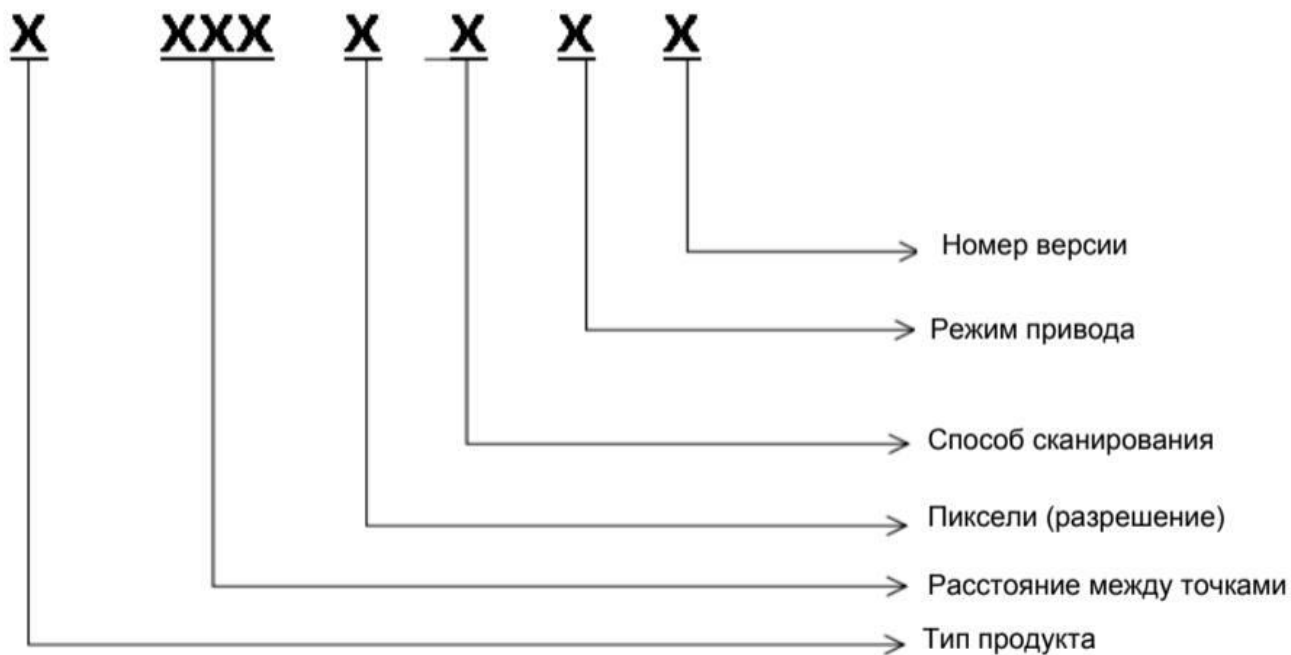 X XXX X X X X
Номер версии
Режим привода
Способ сканирования
Пиксели (разрешение)
Расстояние между точками
Тип продукта